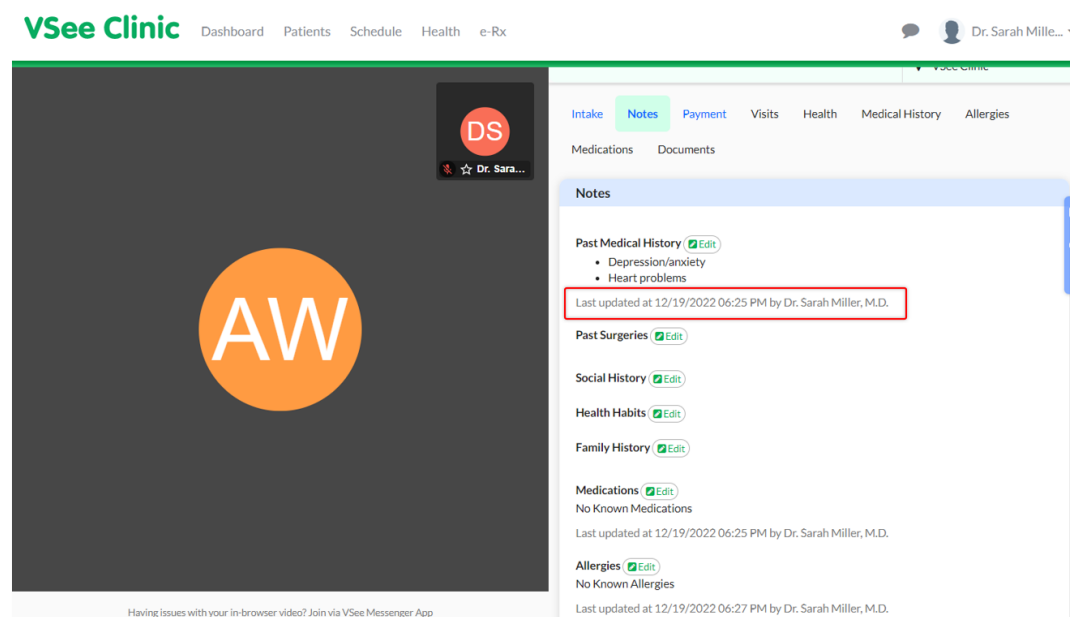 VSee Clinic Dashboard Patients Schedule Health e-Rx Dr. Sarah Mille...
VSee Clinic
DS
Dr. Sara...
AW
Having issues with your in-browser video? Join via VSee Messenger App
Intake Notes Payment Visits Health Medical History Allergies
Medications Documents
Notes
Past Medical History Edit
• Depression/anxiety
• Heart problems
Last updated at 12/19/2022 06:25 PM by Dr. Sarah Miller, M.D.
Past Surgeries Edit
Social History Edit
Health Habits Edit
Family History Edit
Medications Edit
No Known Medications
Last updated at 12/19/2022 06:25 PM by Dr. Sarah Miller, M.D.
Allergies Edit
No Known Allergies
Last updated at 12/19/2022 06:27 PM by Dr. Sarah Miller, M.D.